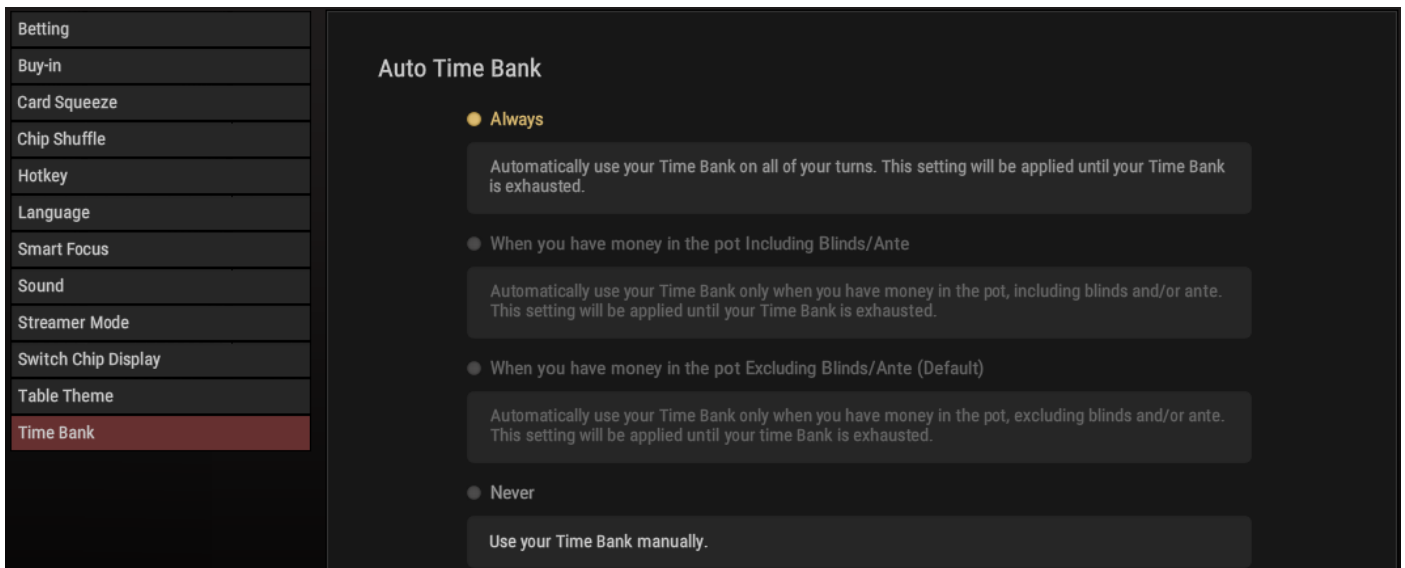 Betting
Buy-in
Card Squeeze
Chip Shuffle
Hotkey
Language
Smart Focus
Sound
Streamer Mode
Switch Chip Display
Table Theme
Time Bank
Auto Time Bank
Always
Automatically use your Time Bank on all of your turns. This setting will be applied until your Time Bank
is exhausted.
When you have money in the pot Including Blinds/Ante
Automatically use your Time Bank only when you have money in the pot, including blinds and/or ante.
This setting will be applied until your Time Bank is exhausted.
When you have money in the pot Excluding Blinds/Ante (Default)
Automatically use your Time Bank only when you have money in the pot, excluding blinds and/or ante.
This setting will be applied until your time Bank is exhausted.
Never
Use your Time Bank manually.